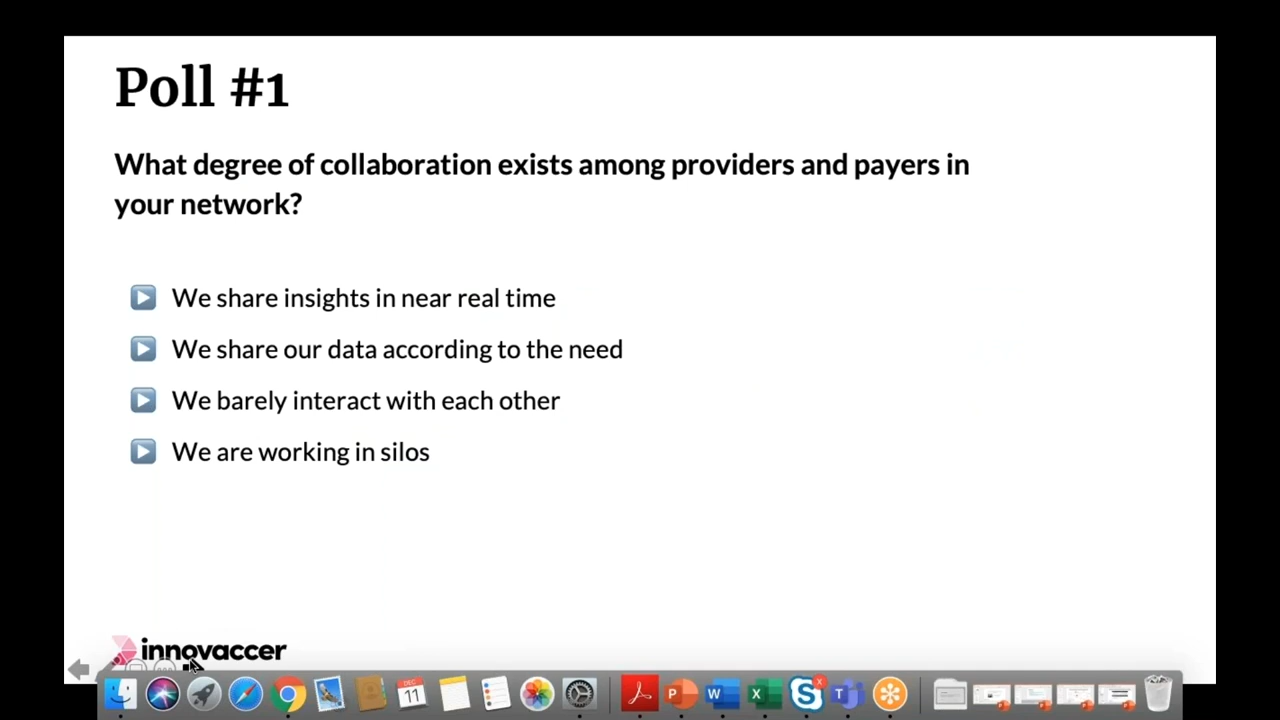 Poll #1
What degree of collaboration exists among providers and payers in
your network?
We share insights in near real time
We share our data according to the need
We barely interact with each other
We are working in silos
innovaccer
DEC
11
P
W
X
S
T